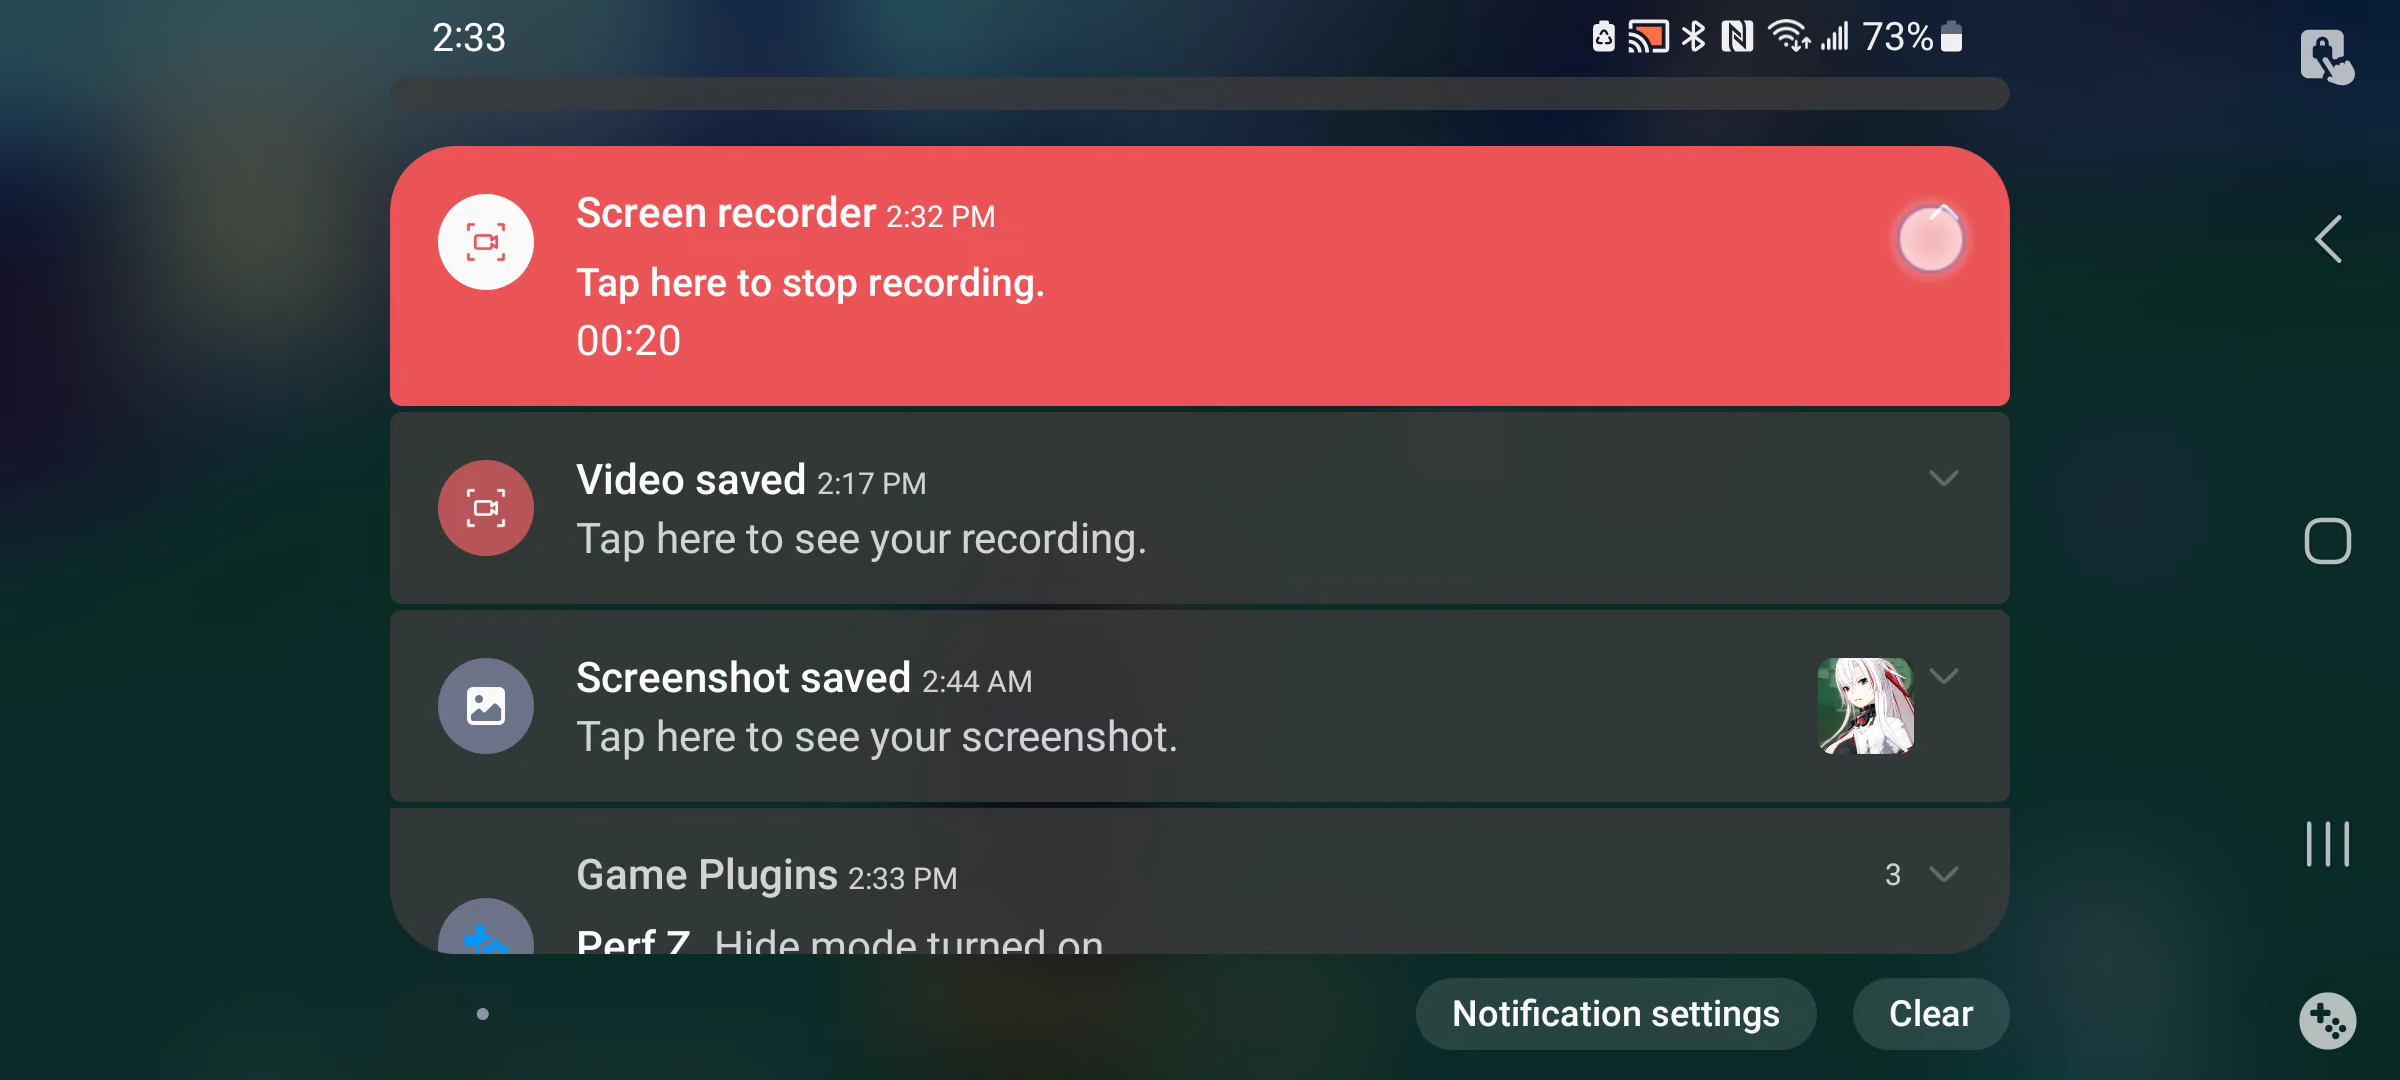 2:33
73%
Screen recorder 2:32 PM
Tap here to stop recording.
00:20
Video saved 2:17 PM
Tap here to see your recording.
Screenshot saved 2:44 AM
Tap here to see your screenshot.
Game Plugins 2:33 PM
3
Perf Z Hide mode turned on
Notification settings
Clear